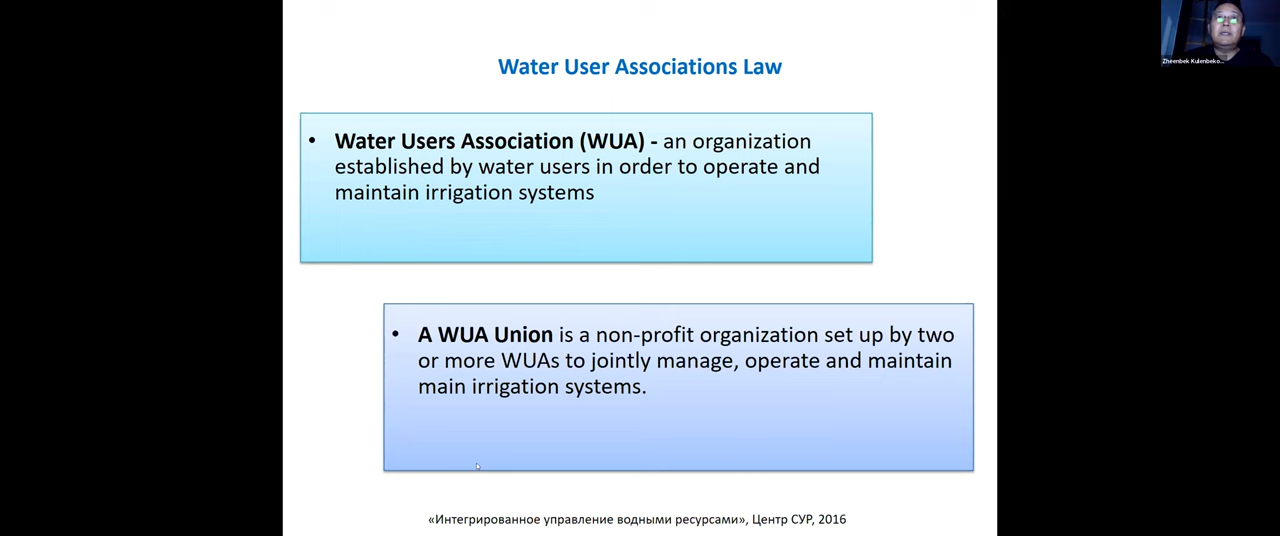 Zheenbek Kulenbeko...
Water User Associations Law
• Water Users Association (WUA) - an organization
established by water users in order to operate and
maintain irrigation systems
• A WUA Union is a non-profit organization set up by two
or more WUAs to jointly manage, operate and maintain
main irrigation systems.
«Интегрированное управление водными ресурсами», Центр СУР, 2016